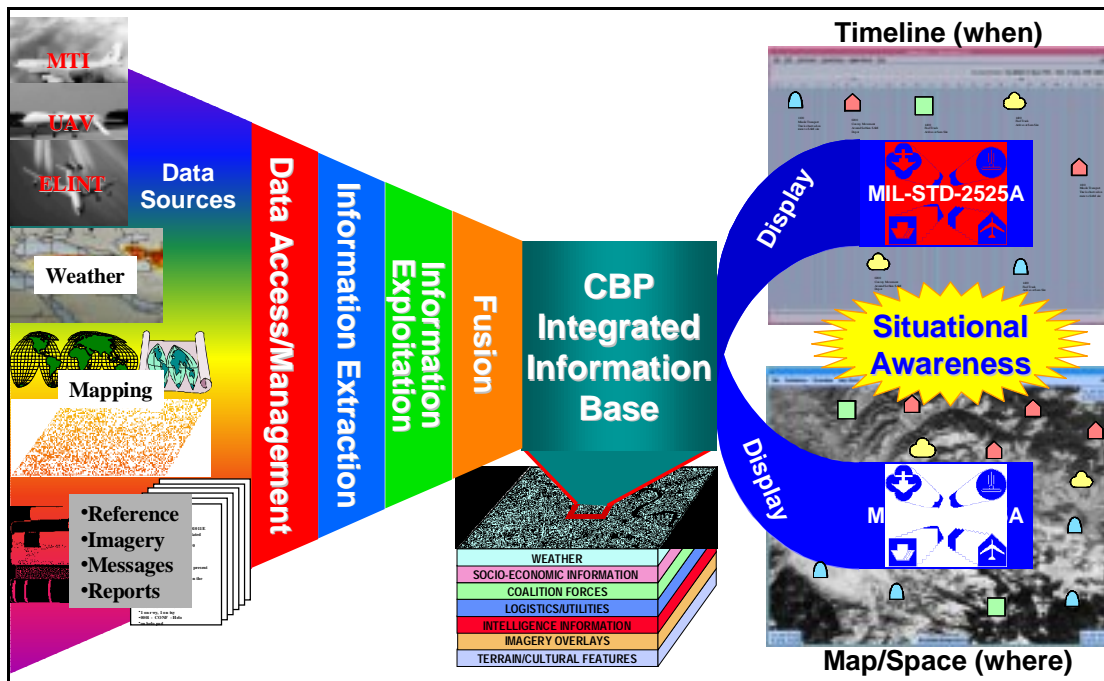 Timeline (when)
MTI
UAV
ELINT
Data
Sources
Weather
Mapping
•Reference
•Imagery
•Messages
•Reports
Data Access/Management
Information Extraction
Information
Exploitation
Fusion
CBP
Integrated
Information
Base
WEATHER
SOCIO-ECONOMIC INFORMATION
COALITION FORCES
LOGISTICS/UTILITIES
INTELLIGENCE INFORMATION
IMAGERY OVERLAYS
TERRAIN/CULTURAL FEATURES
Display
MIL-STD-2525A
Situational
Awareness
Display
Map/Space (where)